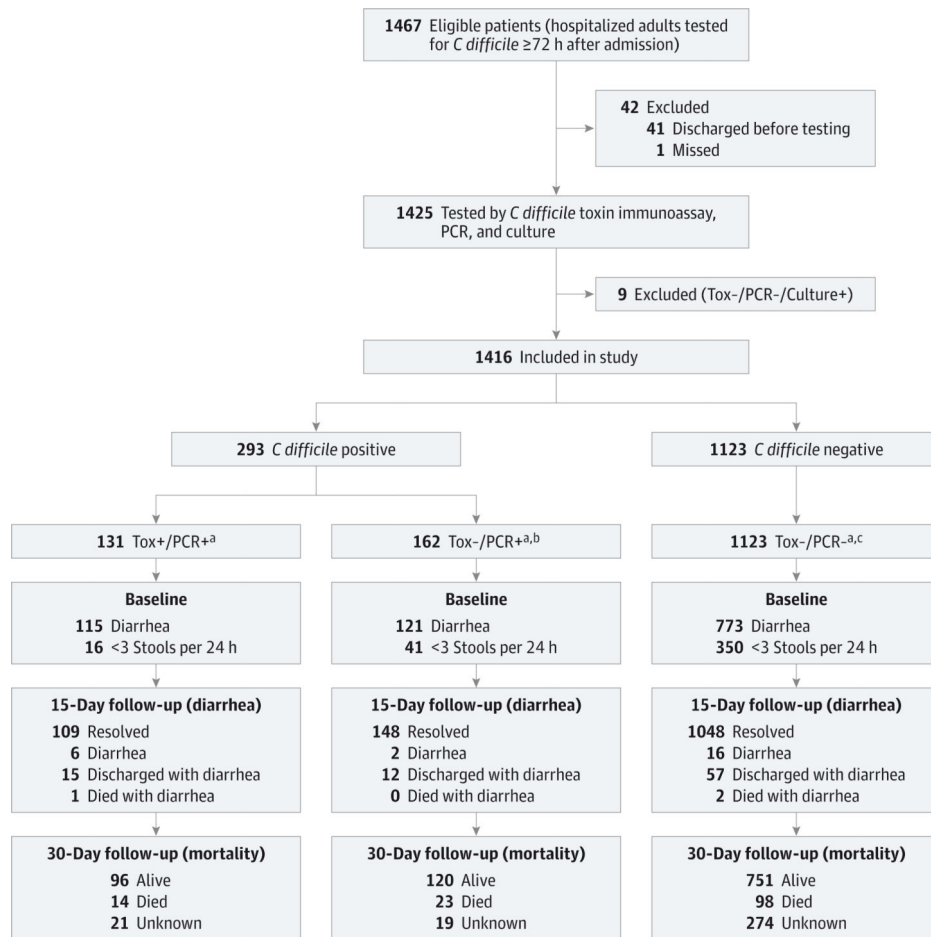 1467 Eligible patients (hospitalized adults tested
for C difficile ≥72 h after admission)
42 Excluded
41 Discharged before testing
1 Missed
1425 Tested by C difficile toxin immunoassay,
PCR, and culture
9 Excluded (Tox-/PCR-/Culture+)
1416 Included in study
293 C difficile positive
1123 C difficile negative
131 Tox+/PCR+a
162 Tox-/PCR+a,b
1123 Tox-/PCR-a,c
Baseline
115 Diarrhea
16 <3 Stools per 24 h
Baseline
121 Diarrhea
41 <3 Stools per 24 h
Baseline
773 Diarrhea
350 <3 Stools per 24 h
15-Day follow-up (diarrhea)
109 Resolved
6 Diarrhea
15 Discharged with diarrhea
1 Died with diarrhea
15-Day follow-up (diarrhea)
148 Resolved
2 Diarrhea
12 Discharged with diarrhea
0 Died with diarrhea
15-Day follow-up (diarrhea)
1048 Resolved
16 Diarrhea
57 Discharged with diarrhea
2 Died with diarrhea
30-Day follow-up (mortality)
96 Alive
14 Died
21 Unknown
30-Day follow-up (mortality)
120 Alive
23 Died
19 Unknown
30-Day follow-up (mortality)
751 Alive
98 Died
274 Unknown